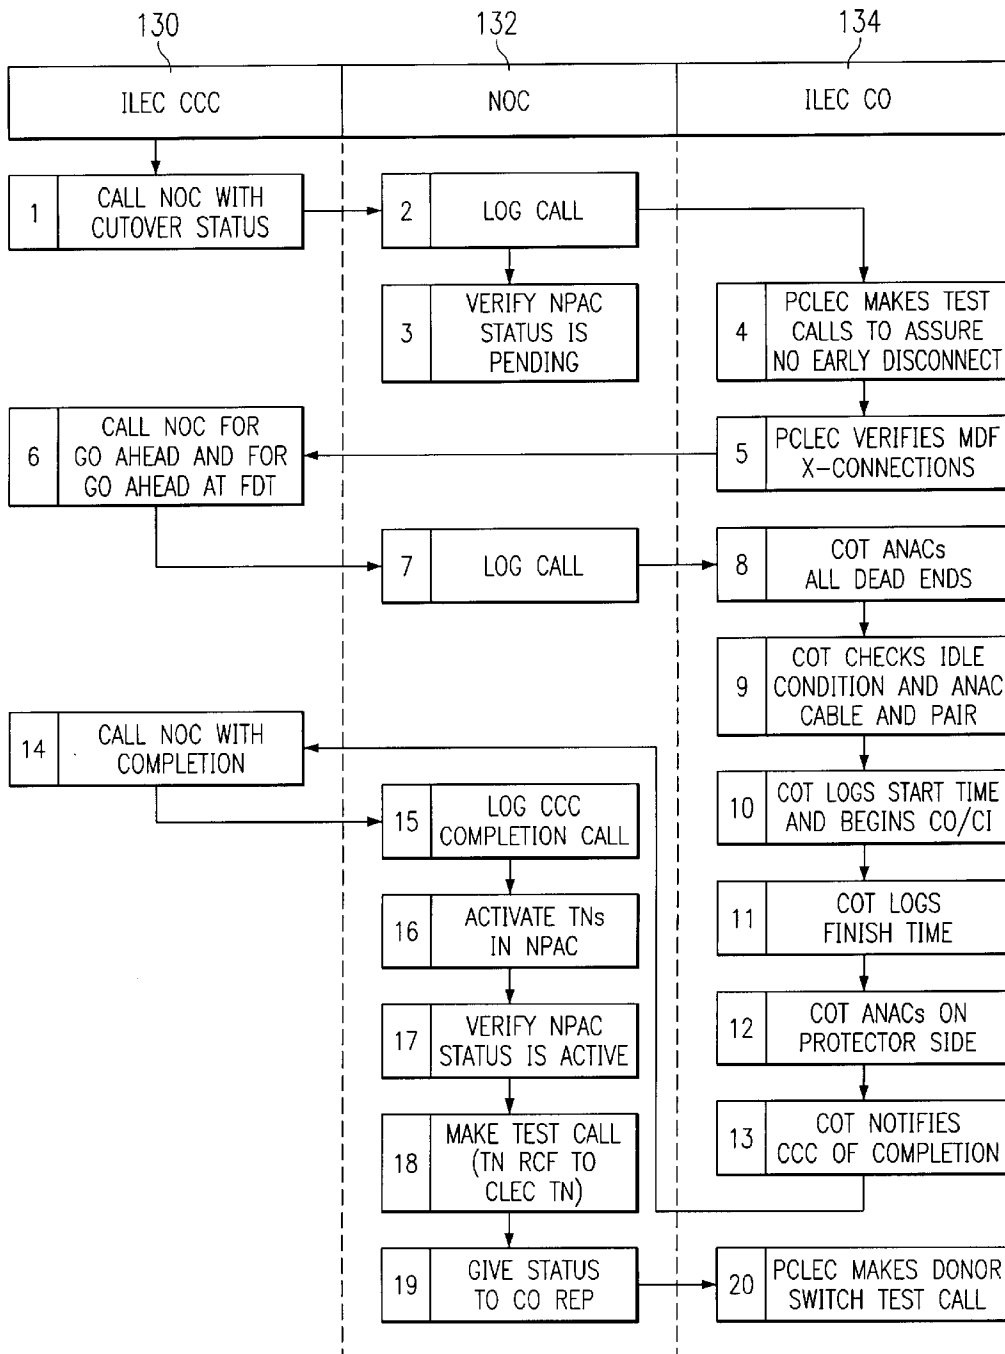 130
132
134
ILEC CCC
NOC
ILEC CO
1
CALL NOC WITH
CUTOVER STATUS
2
LOG CALL
3
VERIFY NPAC
STATUS IS
PENDING
4
PCLEC MAKES TEST
CALLS TO ASSURE
NO EARLY DISCONNECT
5
PCLEC VERIFIES MDF
X-CONNECTIONS
6
CALL NOC FOR
GO AHEAD AND FOR
GO AHEAD AT FDT
7
LOG CALL
8
COT ANACs
ALL DEAD ENDS
9
COT CHECKS IDLE
CONDITION AND ANAC
CABLE AND PAIR
10
COT LOGS START TIME
AND BEGINS CO/CI
11
COT LOGS
FINISH TIME
12
COT ANACs ON
PROTECTOR SIDE
13
COT NOTIFIES
CCC OF COMPLETION
14
CALL NOC WITH
COMPLETION
15
LOG CCC
COMPLETION CALL
16
ACTIVATE TNs
IN NPAC
17
VERIFY NPAC
STATUS IS ACTIVE
18
MAKE TEST CALL
(TN RCF TO
CLEC TN)
19
GIVE STATUS
TO CO REP
20
PCLEC MAKES DONOR
SWITCH TEST CALL